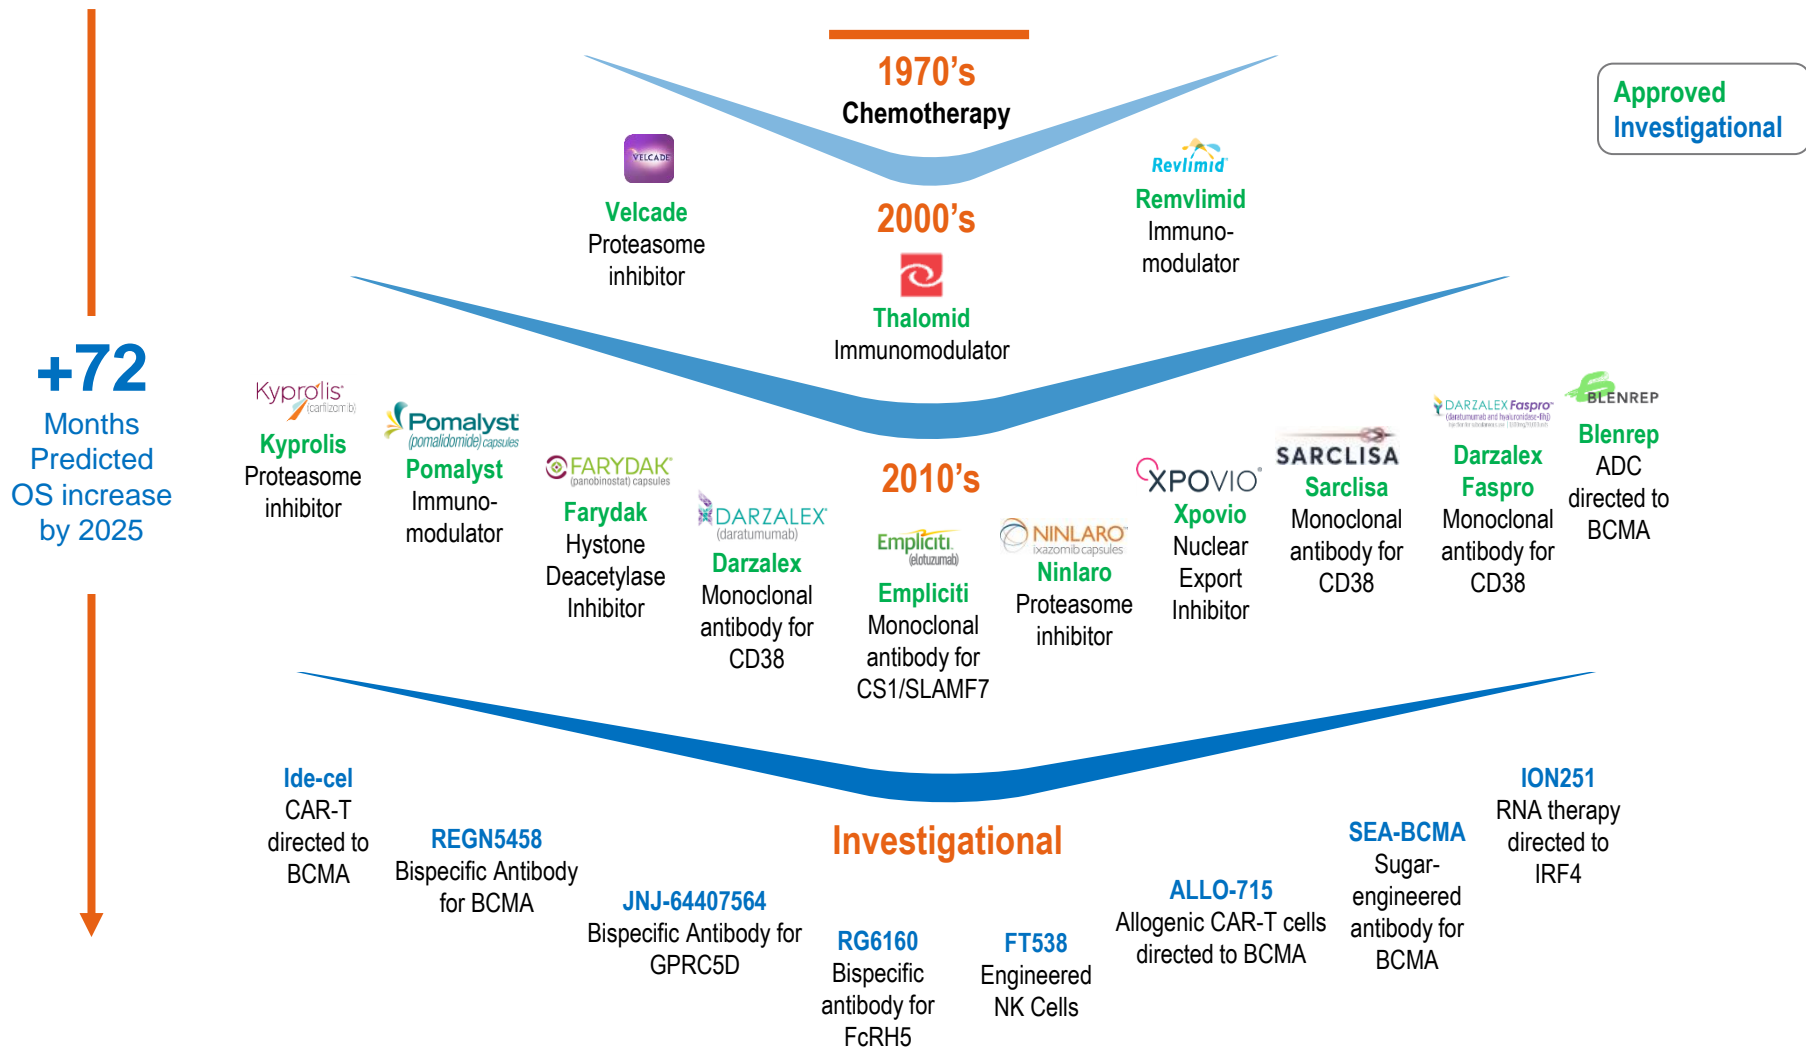 1970's
Chemotherapy
Approved
Investigational
VELCADE
Velcade
Proteasome
inhibitor
2000's
Revlimid
Remvlimid
Immuno-
modulator
Thalomid
Immunomodulator
+72
Months
Predicted
OS increase
by 2025
Kyprolis
(carfilzomib)
Kyprolis
Proteasome
inhibitor
Pomalyst
(pomalidomide) capsules
Pomalyst
Immuno-
modulator
FARYDAK
(panobinostat) capsules
Farydak
Hystone
Deacetylase
Inhibitor
DARZALEX
(daratumumab)
Darzalex
Monoclonal
antibody for
CD38
2010's
Empliciti
(elotuzumab)
Empliciti
Monoclonal
antibody for
CS1/SLAMF7
NINLARO
ixazomib capsules
Ninlaro
Proteasome
inhibitor
XPOVIO
Xpovio
Nuclear
Export
Inhibitor
SARCLISA
Sarclisa
Monoclonal
antibody for
CD38
DARZALEX Faspro
(daratumumab and hyaluronidase-fihj)
Darzalex
Faspro
Monoclonal
antibody for
CD38
BLENREP
Blenrep
ADC
directed to
BCMA
Investigational
Ide-cel
CAR-T
directed to
BCMA
REGN5458
Bispecific Antibody
for BCMA
JNJ-64407564
Bispecific Antibody for
GPRC5D
RG6160
Bispecific
antibody for
FcRH5
FT538
Engineered
NK Cells
ALLO-715
Allogenic CAR-T cells
directed to BCMA
SEA-BCMA
Sugar-
engineered
antibody for
BCMA
ION251
RNA therapy
directed to
IRF4